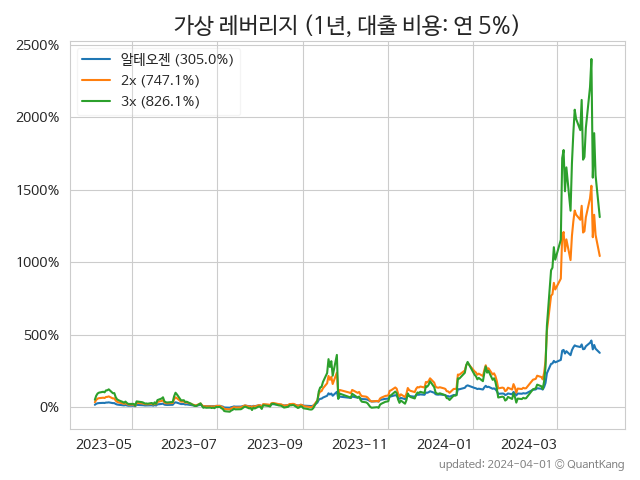 가상 레버리지 (1년, 대출 비용: 연 5%)
2500%
2000%
1500%
1000%
500%
0%
알테오젠 (305.0%)
2x (747.1%)
3x (826.1%)
2023-05 2023-07 2023-09 2023-11 2024-01 2024-03
updated: 2024-04-01 © QuantKang